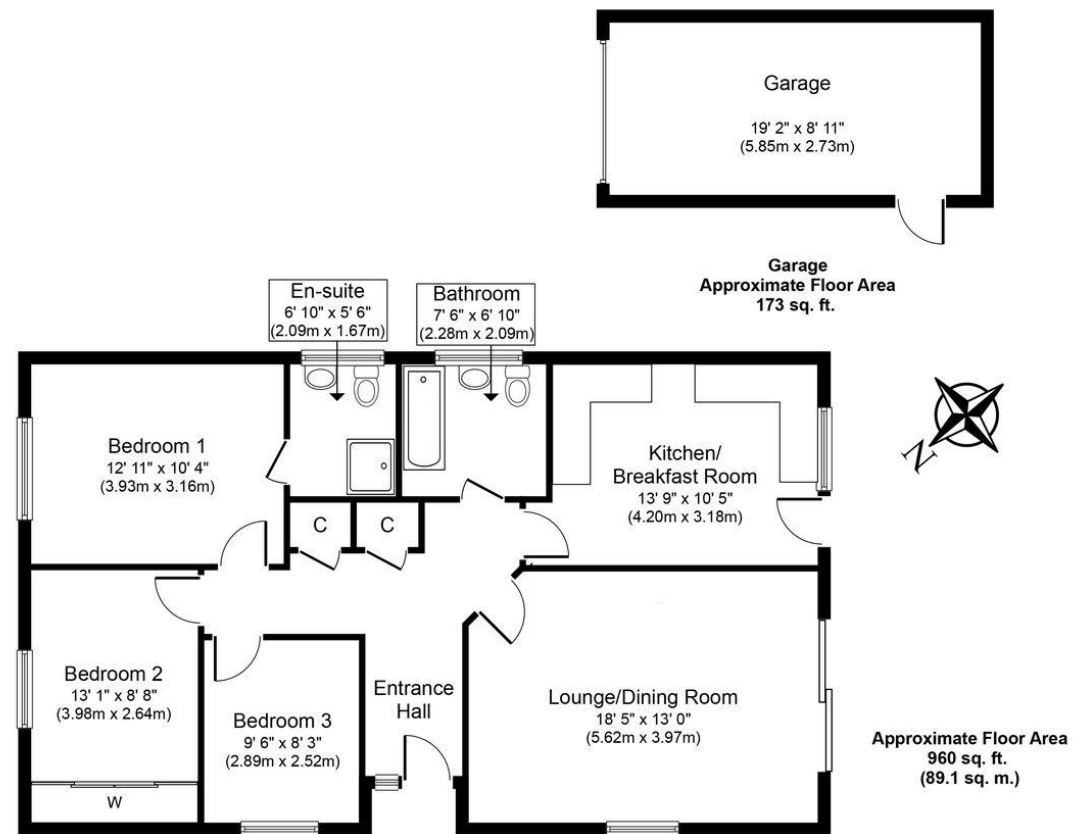 Garage
19' 2" x 8' 11"
(5.85m x 2.73m)
Garage
Approximate Floor Area
173 sq. ft.
En-suite
6' 10" x 5' 6"
(2.09m x 1.67m)
Bathroom
7' 6" x 6' 10"
(2.28m x 2.09m)
Bedroom 1
12' 11" x 10' 4"
(3.93m x 3.16m)
Kitchen/
Breakfast Room
13' 9" x 10' 5"
(4.20m x 3.18m)
N
C
C
Bedroom 2
13' 1" x 8' 8"
(3.98m x 2.64m)
W
Bedroom 3
9' 6" x 8' 3"
(2.89m x 2.52m)
Entrance
Hall
Lounge/Dining Room
18' 5" x 13' 0"
(5.62m x 3.97m)
Approximate Floor Area
960 sq. ft.
(89.1 sq. m.)